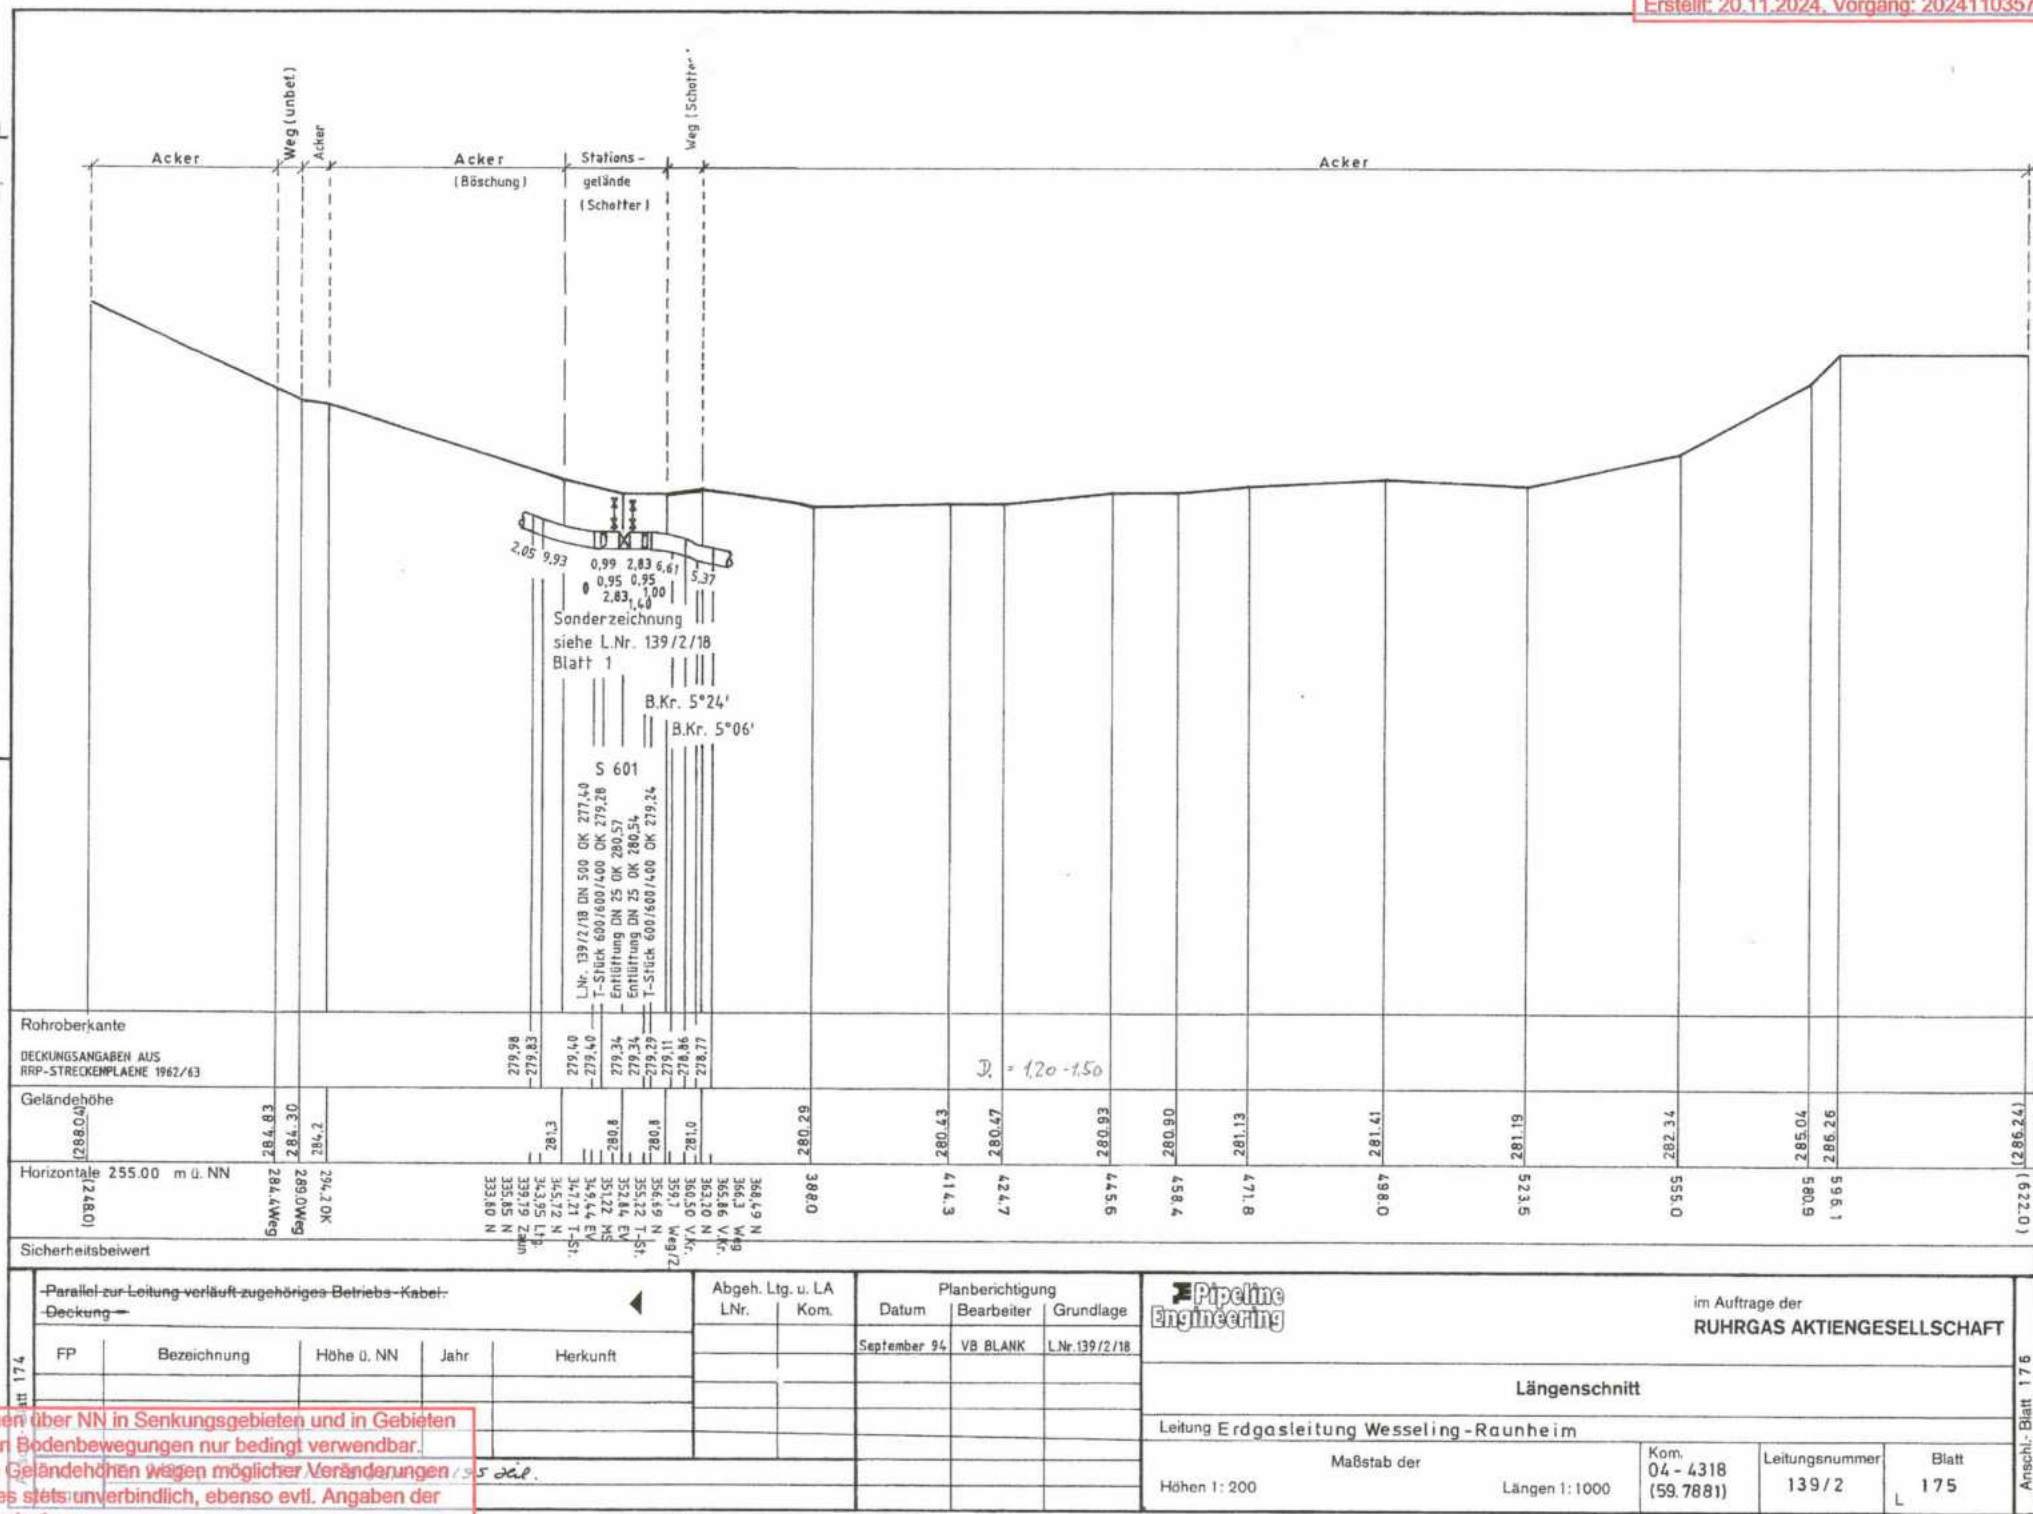 Erstellt: 20.11.2024, Vorgang: 2024110357
Acker
Weg (unbef.)
Acker
Acker
(Böschung)
Stations-
gelände
(Schotter)
Weg (Schotter
Acker
2,05 9,93
0,99 2,83 6,61
5,37
0,95 0,95
1,00
2,83
1,40
Sonderzeichnung
siehe L.Nr. 139/2/18
Blatt 1
B.Kr. 5°24'
B.Kr. 5°06'
S 601
L.Nr. 139/2/18 DN 500 OK 277,40
T-Stück 600/600/400 OK 279,28
Entlüftung DN 25 OK 280,57
Entlüftung DN 25 OK 280,54
T-Stück 600/600/400 OK 279,24
Rohroberkante
DECKUNGSANGABEN AUS
RRP-STRECKENPLAENE 1962/63
279,98
279,83
279,40
279,40
279,34
279,34
279,29
279,11
278,86
278,77
D. = 1,20 - 1,50
Geländehöhe
(288.04)
284.83
284.30
284,2
281,3
280,8
280,8
281,0
280.29
280.43
280.47
280.93
280.90
281.13
281.41
281.19
282.34
285.04
286.26
(286.24)
Horizontale 255.00 m ü. NN
(248.0)
284.4Weg
289.0Weg
294.2 OK
333,80 N
335,85 N
339,79 Zaun
343,95 Ltg.
345,72 N
347,21 T-St.
349,44 EV
351,22 MS
352,84 EV
355,22 T-St.
356,69 N
359,7 Weg/Z
360,50 V.Kr.
363,20 N
365,86 V.Kr.
366,3 Weg
368,49 N
388.0
414.3
424.7
445.6
458.4
471.8
498.0
523.5
555.0
580.9
595.1
(622.0)
Sicherheitsbeiwert
Parallel zur Leitung verläuft zugehöriges Betriebs-Kabel.
Deckung =
FP Bezeichnung Höhe ü. NN Jahr Herkunft
Abgeh. Ltg. u. LA
LNr. Kom.
Planberichtigung
Datum Bearbeiter Grundlage
September 94 VB BLANK L.Nr.139/2/18
Pipeline
Engineering
im Auftrage der
RUHRGAS AKTIENGESELLSCHAFT
Längenschnitt
Leitung Erdgasleitung Wesseling-Raunheim
Maßstab der
Höhen 1:200 Längen 1:1000
Kom.
04-4318
(59.7881)
Leitungsnummer
139/2
Blatt
L 175
Anschl.-Blatt 176
Blatt 174
über NN in Senkungsgebieten und in Gebieten
Bodenbewegungen nur bedingt verwendbar.
Geländehöhen wegen möglicher Veränderungen
stets unverbindlich, ebenso evtl. Angaben der